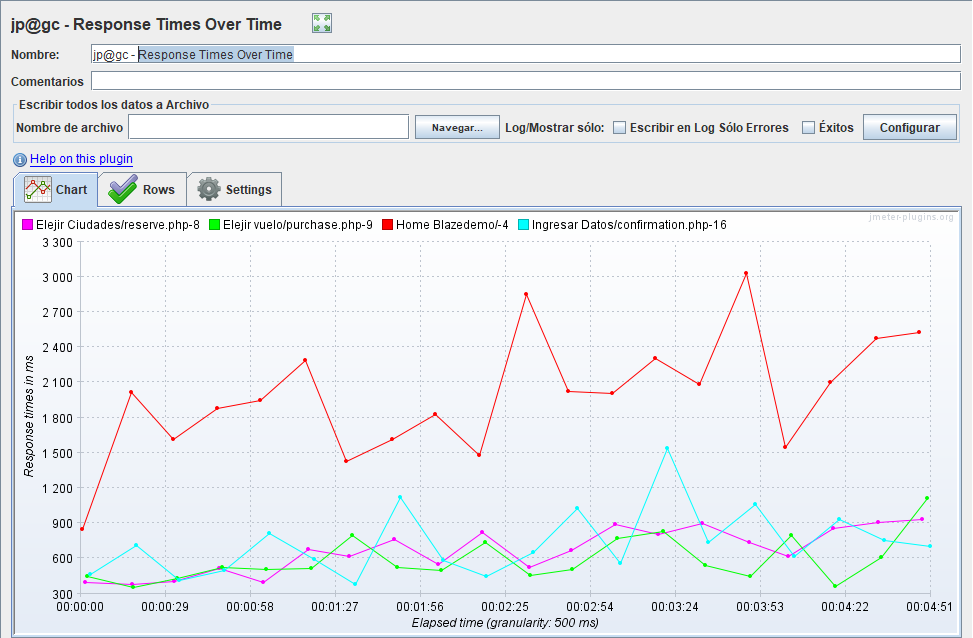 jp@gc - Response Times Over Time
Nombre: jp@gc - Response Times Over Time
Comentarios
Escribir todos los datos a Archivo
Nombre de archivo Navegar... Log/Mostrar sólo: Escribir en Log Sólo Errores Éxitos Configurar
Help on this plugin
Chart Rows Settings
jmeter-plugins.org
Elejir Ciudades/reserve.php-8 Elejir vuelo/purchase.php-9 Home Blazedemo/-4 Ingresar Datos/confirmation.php-16
3 300
3 000
2 700
2 400
2 100
1 800
1 500
1 200
900
600
300
Response times in ms
00:00:00 00:00:29 00:00:58 00:01:27 00:01:56 00:02:25 00:02:54 00:03:24 00:03:53 00:04:22 00:04:51
Elapsed time (granularity: 500 ms)